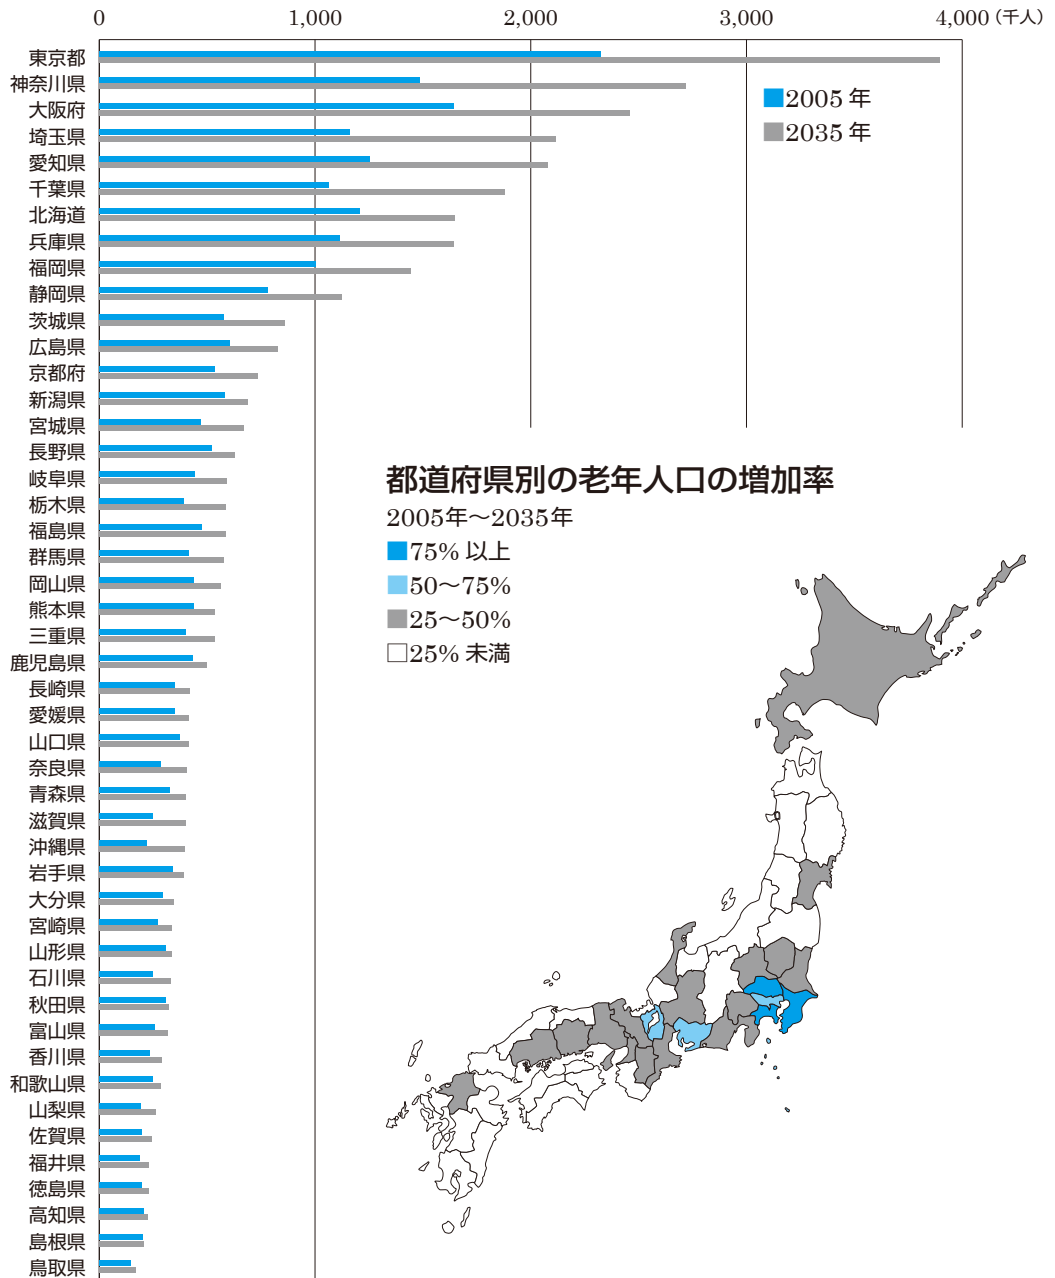 0 1,000 2,000 3,000 4,000 (千人)
東京都
神奈川県
大阪府
埼玉県
愛知県
千葉県
北海道
兵庫県
福岡県
静岡県
茨城県
広島県
京都府
新潟県
宮城県
長野県
岐阜県
栃木県
福島県
群馬県
岡山県
熊本県
三重県
鹿児島県
長崎県
愛媛県
山口県
奈良県
青森県
滋賀県
沖縄県
岩手県
大分県
宮崎県
山形県
石川県
秋田県
富山県
香川県
和歌山県
山梨県
佐賀県
福井県
徳島県
高知県
島根県
鳥取県
2005年
2035年
都道府県別の老年人口の増加率
2005年〜2035年
75% 以上
50〜75%
25〜50%
25% 未満